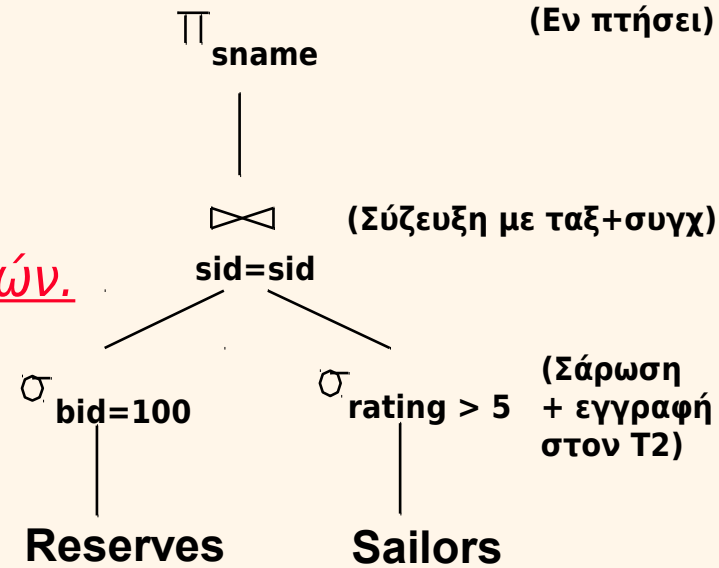 π sname (Εν πτήσει)
⋈ (Σύζευξη με ταξ+συγχ)
sid=sid
ών.
σ bid=100
σ rating > 5
(Σάρωση
+ εγγραφή
στον T2)
Reserves
Sailors